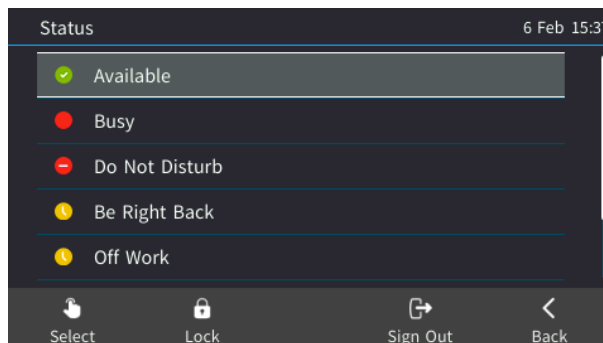 Status 6 Feb 15:37
Available
Busy
Do Not Disturb
Be Right Back
Off Work
Select Lock Sign Out Back